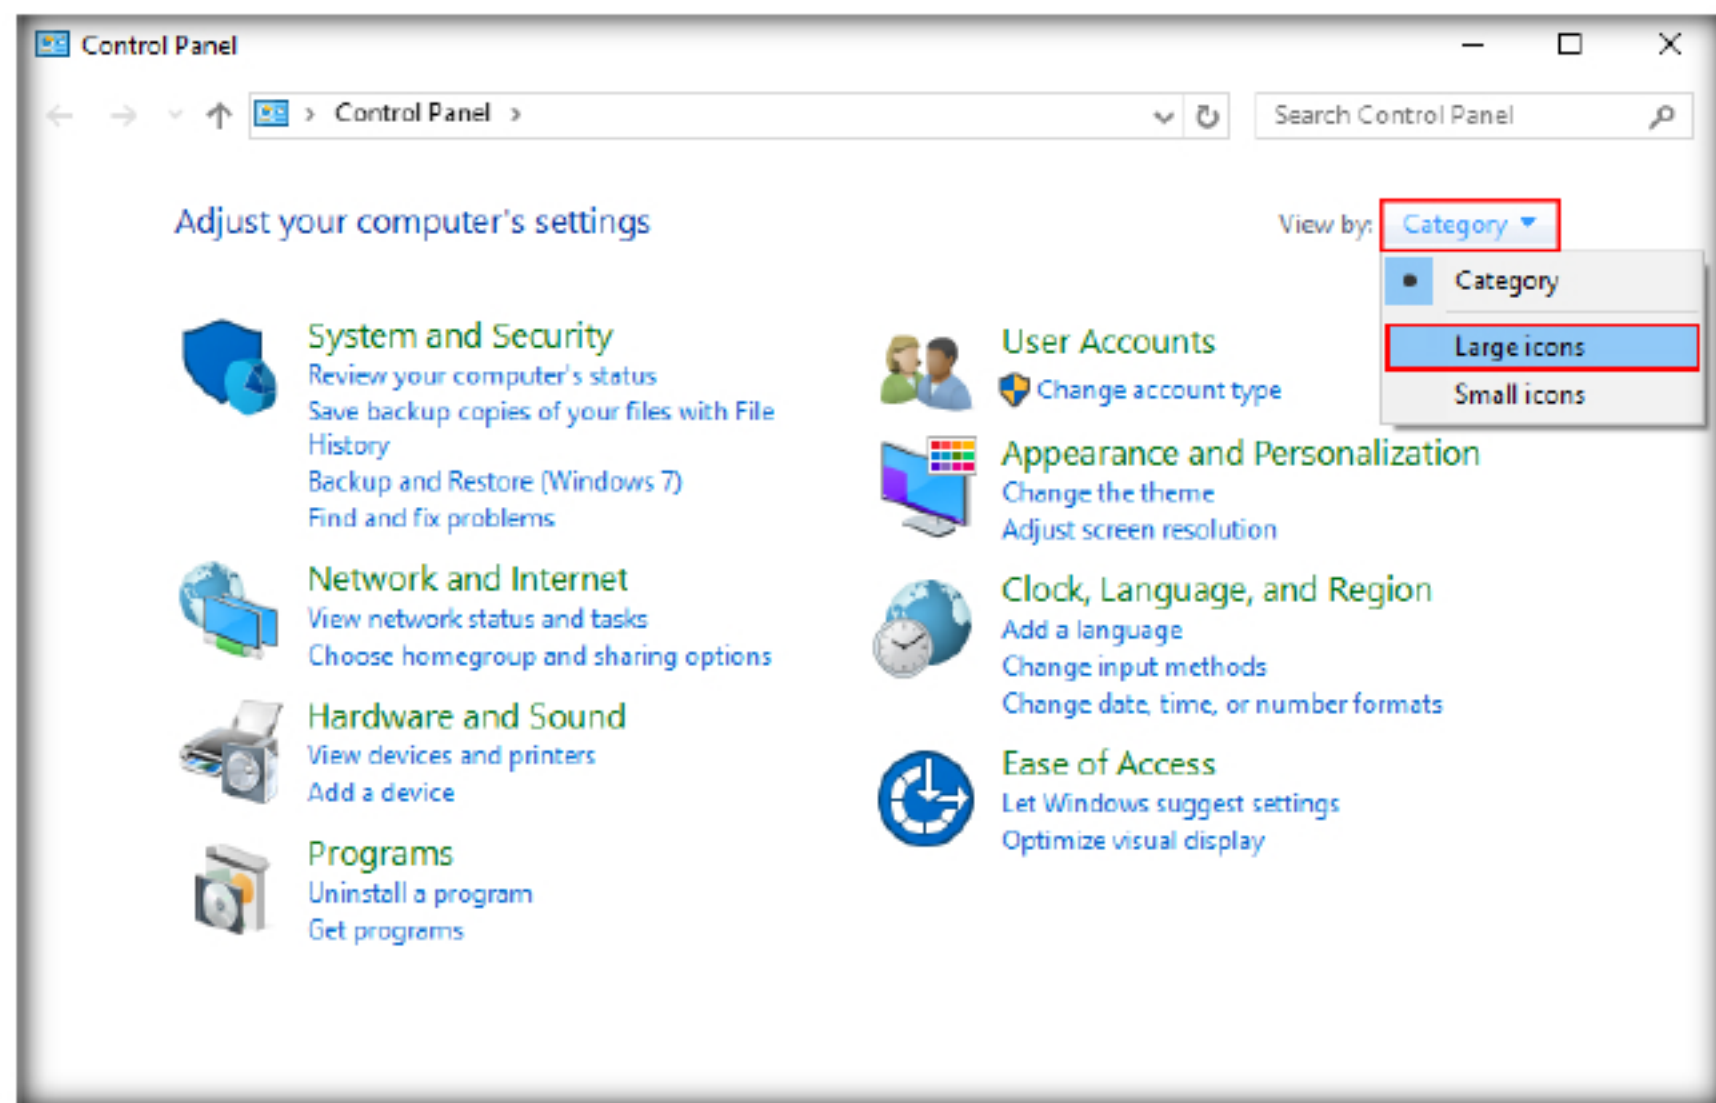 Control Panel
Control Panel
Search Control Panel
Adjust your computer's settings
View by:
Category
Category
Large icons
Small icons
System and Security
Review your computer's status
Save backup copies of your files with File
History
Backup and Restore (Windows 7)
Find and fix problems
Network and Internet
View network status and tasks
Choose homegroup and sharing options
Hardware and Sound
View devices and printers
Add a device
Programs
Uninstall a program
Get programs
User Accounts
Change account type
Appearance and Personalization
Change the theme
Adjust screen resolution
Clock, Language, and Region
Add a language
Change input methods
Change date, time, or number formats
Ease of Access
Let Windows suggest settings
Optimize visual display